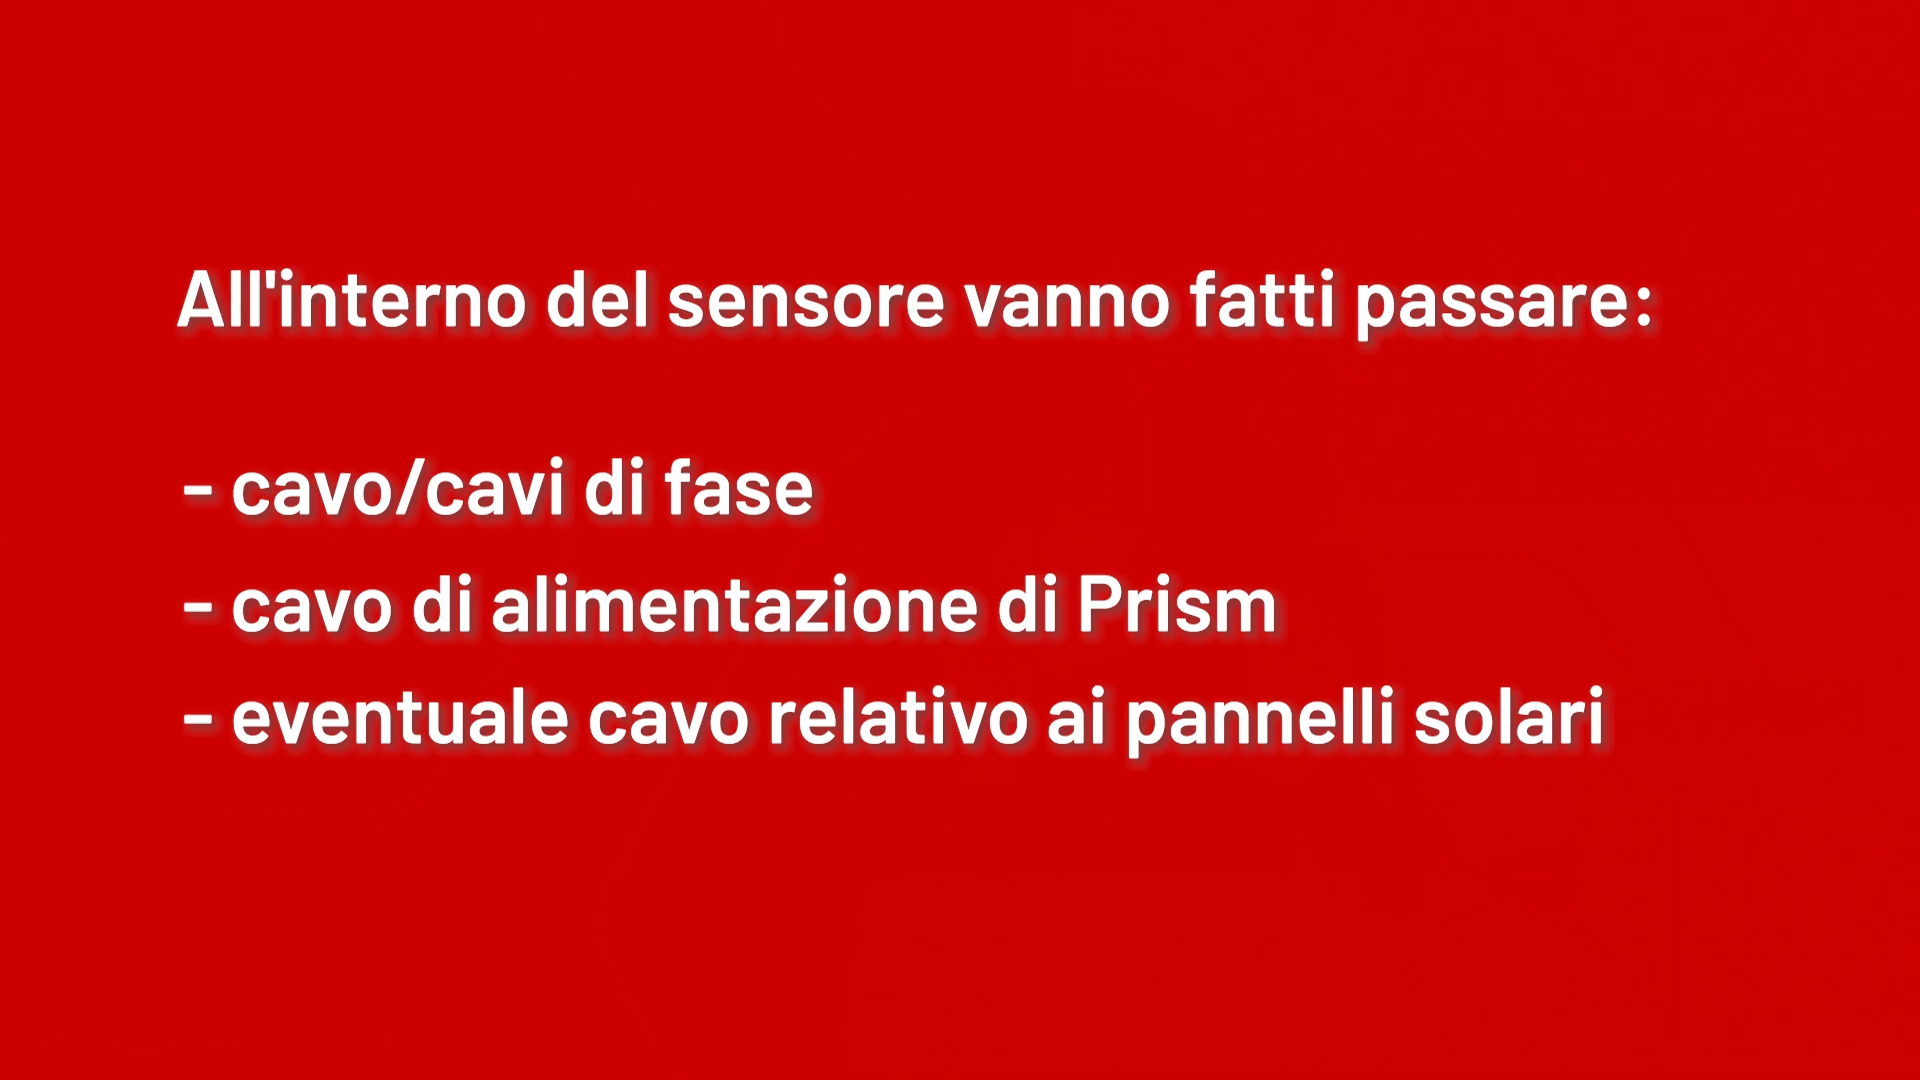 All'interno del sensore vanno fatti passare:
- cavo/cavi di fase
- cavo di alimentazione di Prism
- eventuale cavo relativo ai pannelli solari